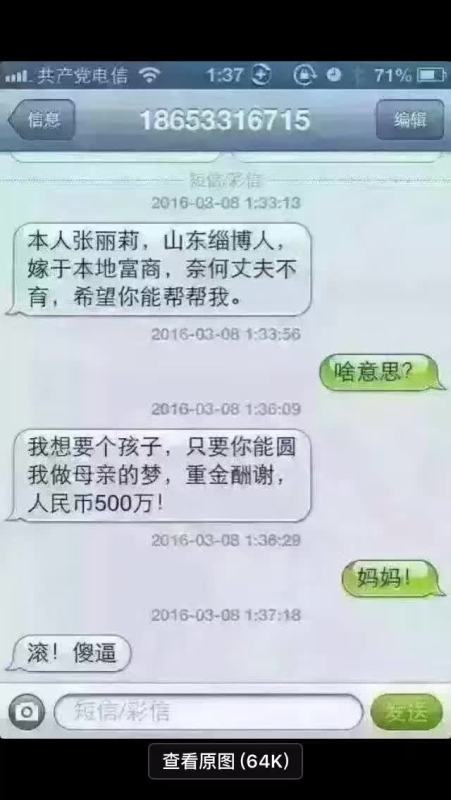 共产党电信 1:37 71%
信息 18653316715 编辑
短信/彩信
2016-03-08 1:33:13
本人张丽莉，山东缁博人，
嫁于本地富商，奈何丈夫不
育，希望你能帮帮我。
2016-03-08 1:33:56
啥意思？
2016-03-08 1:36:09
我想要个孩子，只要你能圆
我做母亲的梦，重金酬谢，
人民币500万！
2016-03-08 1:36:29
妈妈！
2016-03-08 1:37:18
滚！傻逼
短信/彩信 发送
查看原图 (64K)